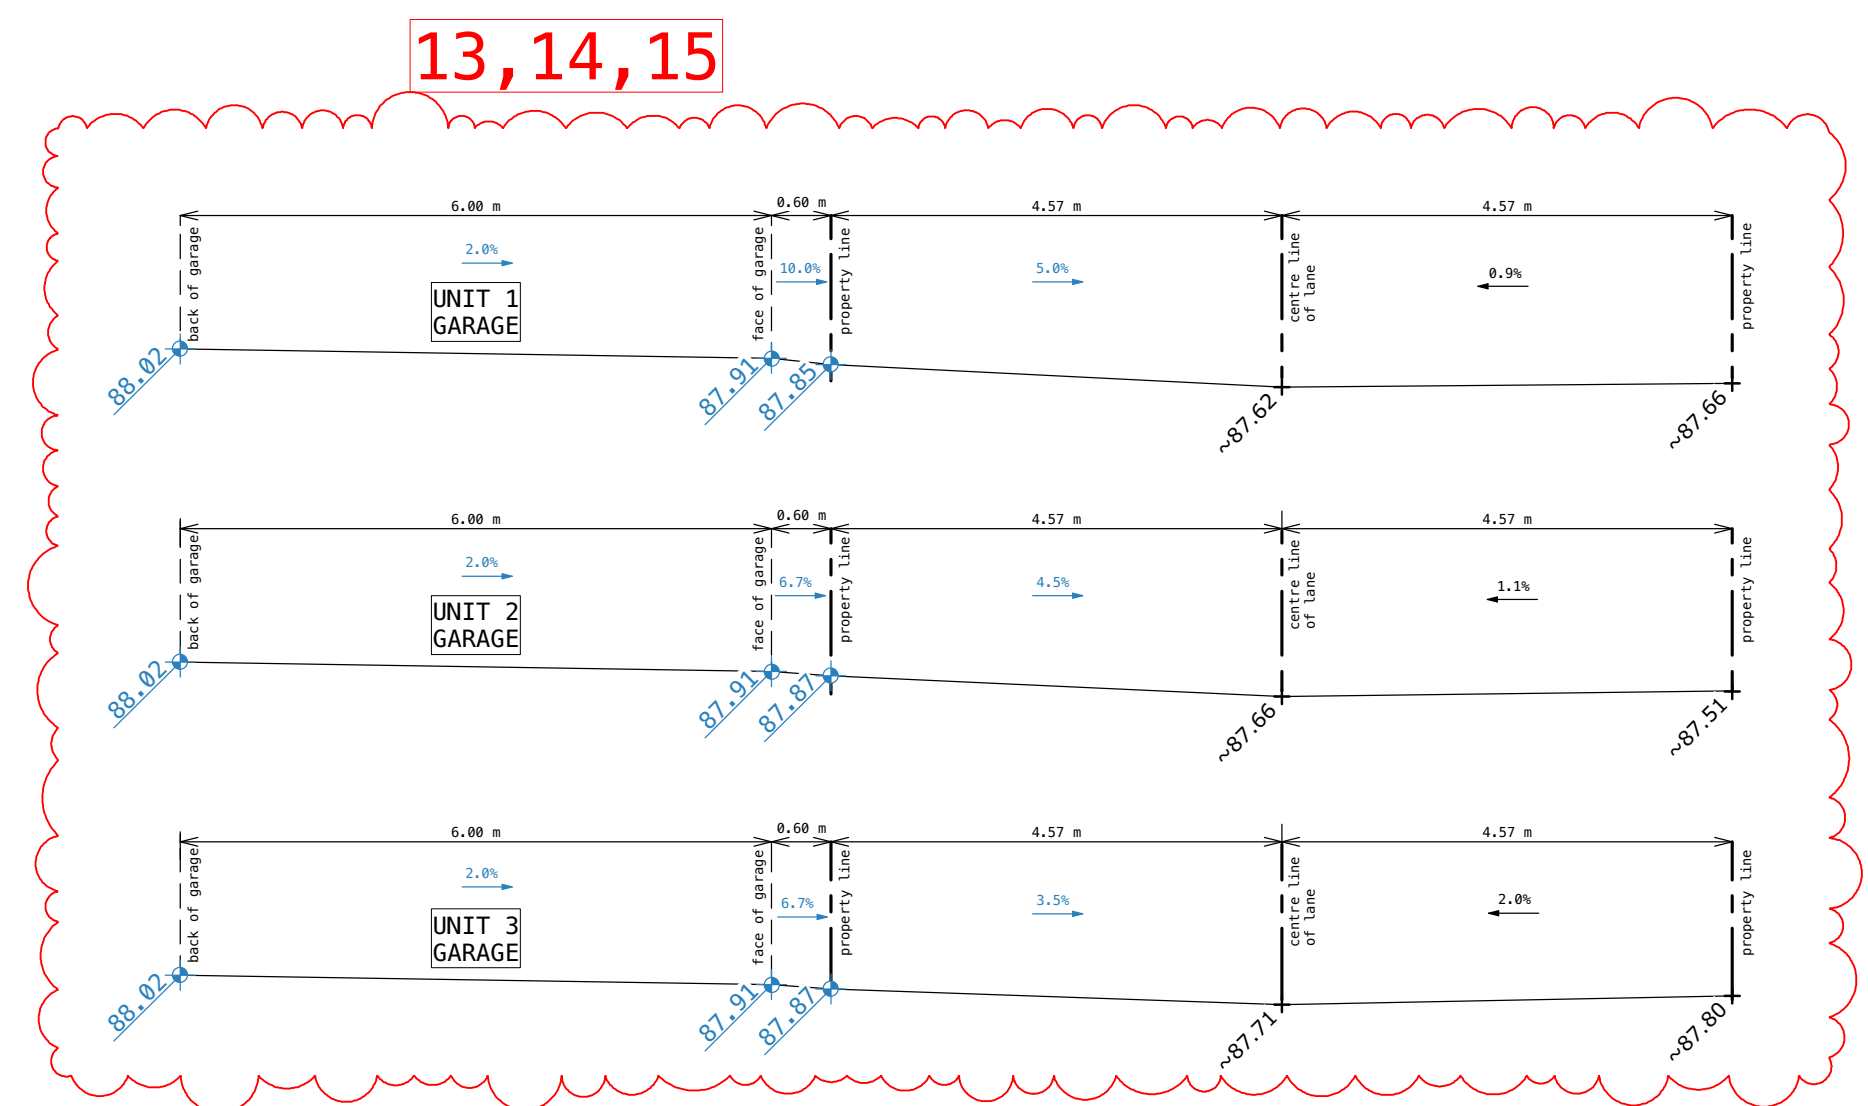 13,14,15
6.00 m
0.60 m
4.57 m
4.57 m
back of garage
2.0%
UNIT 1
GARAGE
face of garage
10.0%
property line
5.0%
centre line
of lane
0.9%
property line
88.02
87.91
87.85
~87.62
~87.66
6.00 m
0.60 m
4.57 m
4.57 m
back of garage
2.0%
UNIT 2
GARAGE
face of garage
6.7%
property line
4.5%
centre line
of lane
1.1%
property line
88.02
87.91
87.87
~87.66
~87.51
6.00 m
0.60 m
4.57 m
4.57 m
back of garage
2.0%
UNIT 3
GARAGE
face of garage
6.7%
property line
3.5%
centre line
of lane
2.0%
property line
88.02
87.91
87.87
~87.71
~87.80